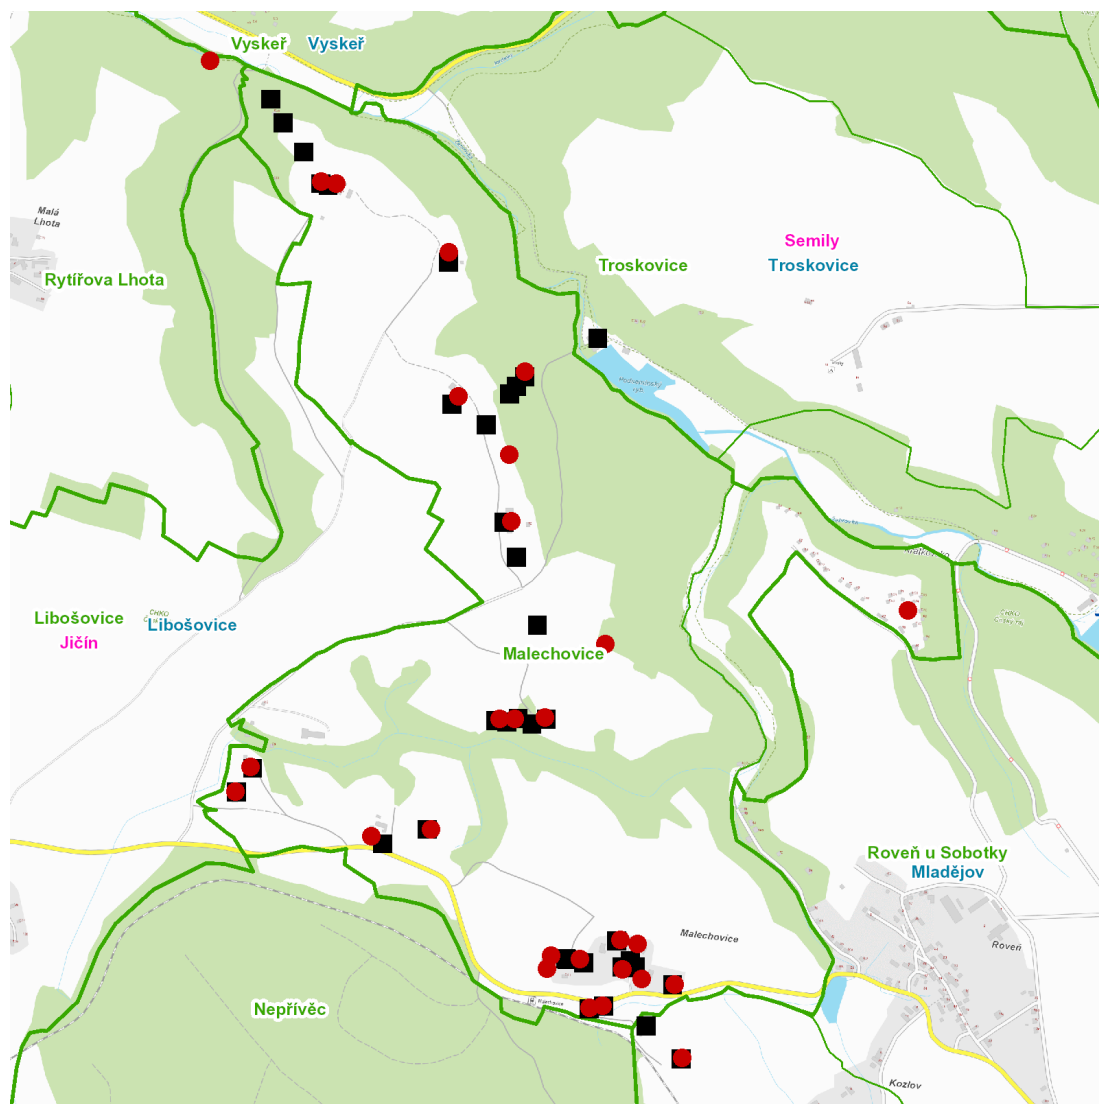 Vyskeř
Vyskeř
Malá
Lhota
Semily
Troskovice
Troskovice
Rytířova Lhota
Libošovice
Libošovice
Jičín
CHKO
Malechovice
Roveň u Sobotky
Mladějov
Malechovice
Roveň
Nepřívěc
Kozlov